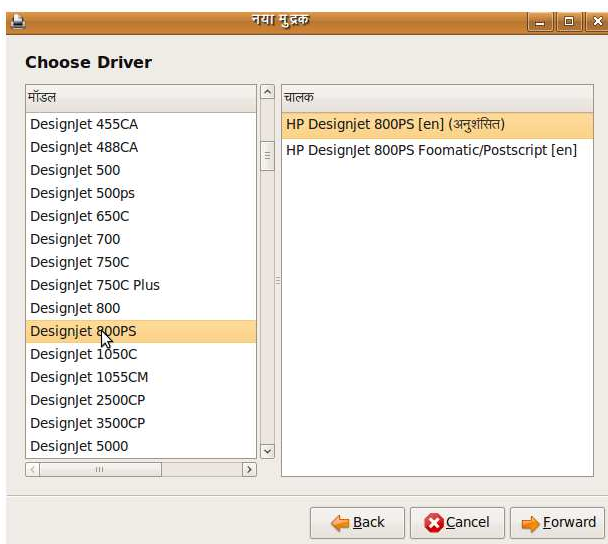 नया मुद्रक
Choose Driver
मॉडल
DesignJet 455CA
DesignJet 488CA
DesignJet 500
DesignJet 500ps
DesignJet 650C
DesignJet 700
DesignJet 750C
DesignJet 750C Plus
DesignJet 800
Designjet 800PS
DesignJet 1050C
DesignJet 1055CM
DesignJet 2500CP
DesignJet 3500CP
DesignJet 5000
चालक
HP Designjet 800PS [en] (अनुशंसित)
HP DesignJet 800PS Foomatic/Postscript [en]
Back
Cancel
Forward